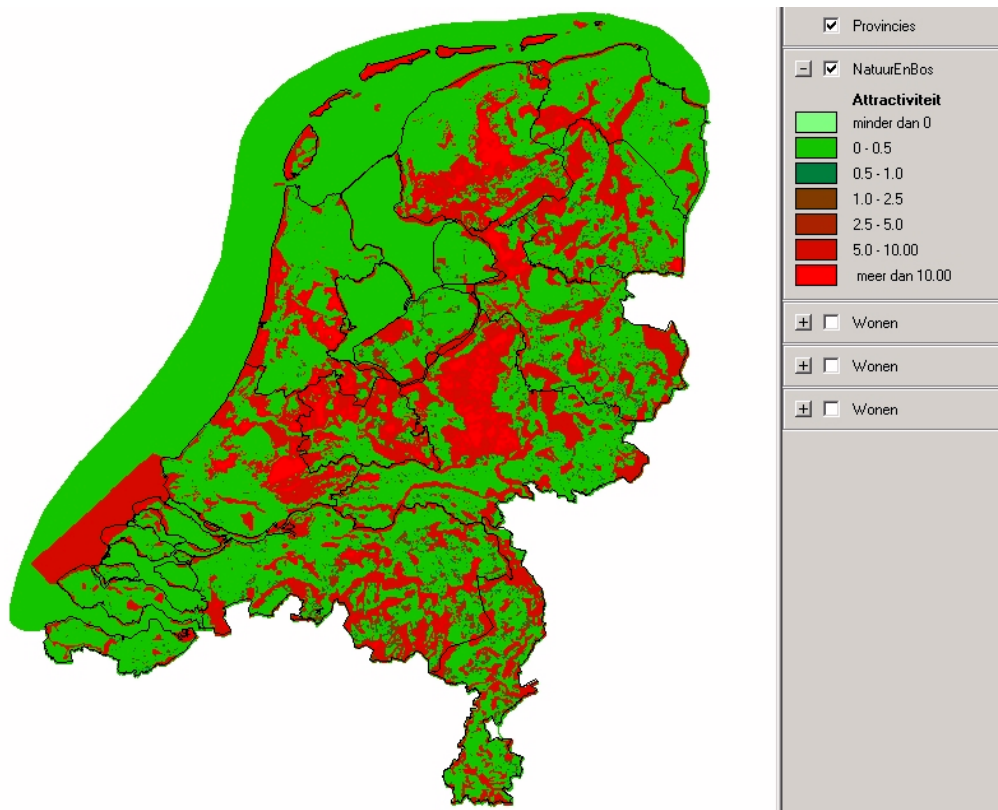 Provincies
NatuurEnBos
Attractiviteit
minder dan 0
0 - 0.5
0.5 - 1.0
1.0 - 2.5
2.5 - 5.0
5.0 - 10.00
meer dan 10.00
Wonen
Wonen
Wonen